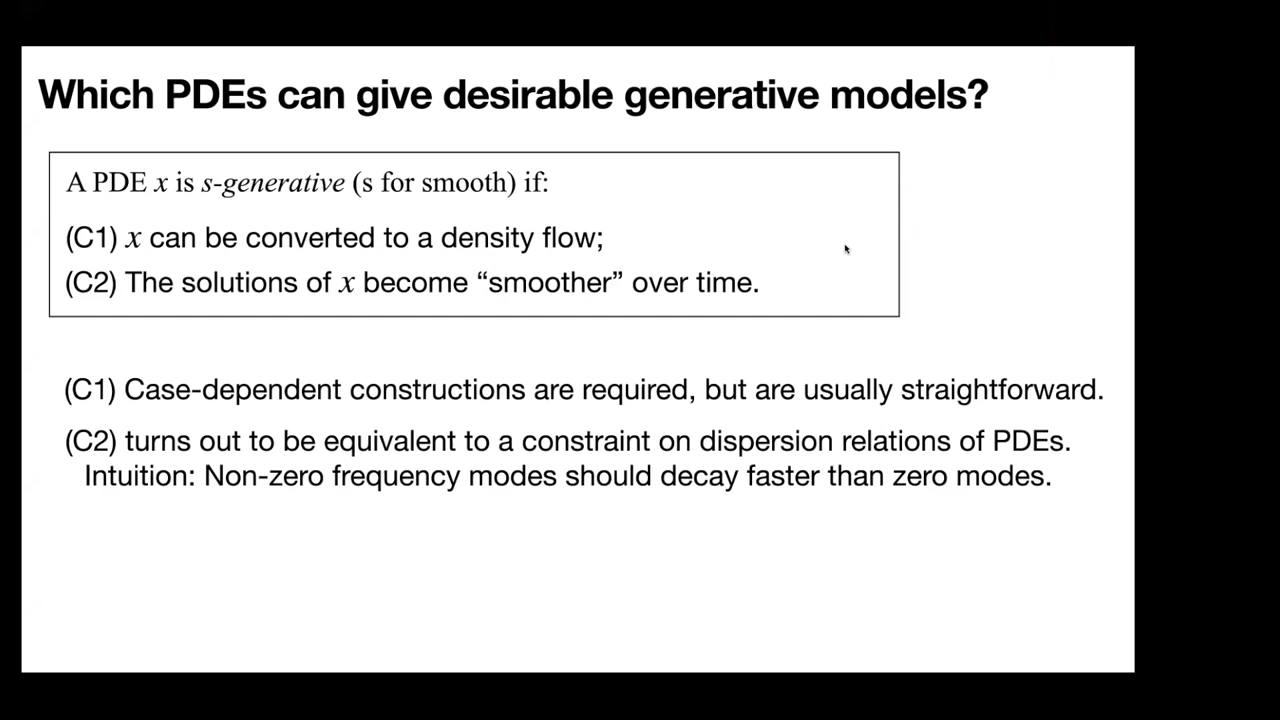 Which PDEs can give desirable generative models?
A PDE x is s-generative (s for smooth) if:
(C1) x can be converted to a density flow;
(C2) The solutions of x become “smoother” over time.
(C1) Case-dependent constructions are required, but are usually straightforward.
(C2) turns out to be equivalent to a constraint on dispersion relations of PDEs.
Intuition: Non-zero frequency modes should decay faster than zero modes.